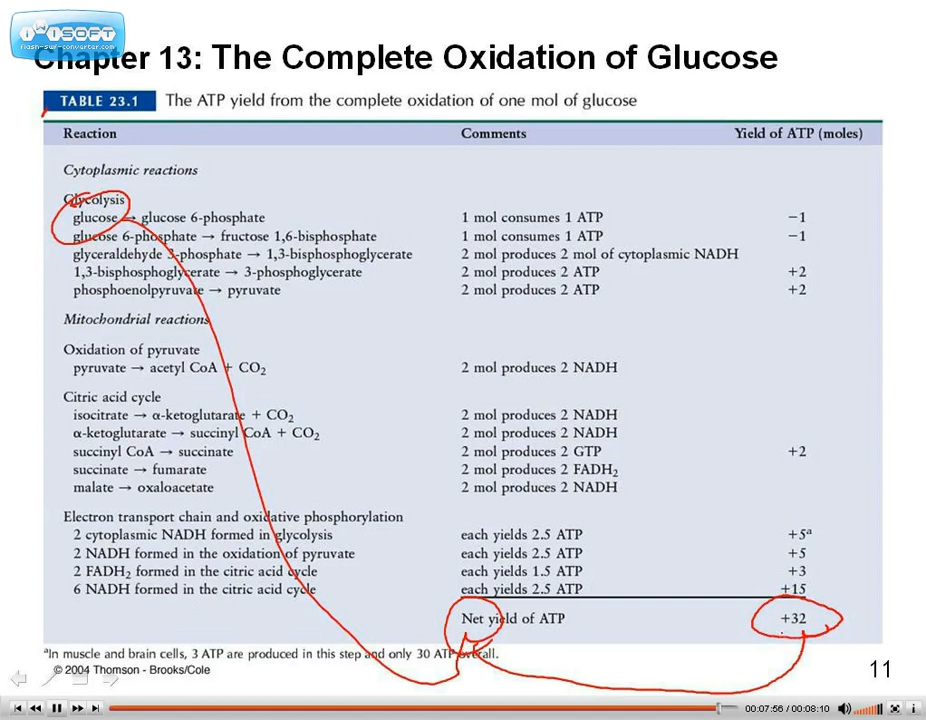 iWiSOFT
flash-swf-converter.com
Chapter 13: The Complete Oxidation of Glucose
TABLE 23.1 The ATP yield from the complete oxidation of one mol of glucose
Reaction Comments Yield of ATP (moles)
Cytoplasmic reactions
Glycolysis
glucose → glucose 6-phosphate 1 mol consumes 1 ATP −1
glucose 6-phosphate → fructose 1,6-bisphosphate 1 mol consumes 1 ATP −1
glyceraldehyde 3-phosphate → 1,3-bisphosphoglycerate 2 mol produces 2 mol of cytoplasmic NADH
1,3-bisphosphoglycerate → 3-phosphoglycerate 2 mol produces 2 ATP +2
phosphoenolpyruvate → pyruvate 2 mol produces 2 ATP +2
Mitochondrial reactions
Oxidation of pyruvate
pyruvate → acetyl CoA + CO₂ 2 mol produces 2 NADH
Citric acid cycle
isocitrate → α-ketoglutarate + CO₂ 2 mol produces 2 NADH
α-ketoglutarate → succinyl CoA + CO₂ 2 mol produces 2 NADH
succinyl CoA → succinate 2 mol produces 2 GTP +2
succinate → fumarate 2 mol produces 2 FADH₂
malate → oxaloacetate 2 mol produces 2 NADH
Electron transport chain and oxidative phosphorylation
2 cytoplasmic NADH formed in glycolysis each yields 2.5 ATP +5ᵃ
2 NADH formed in the oxidation of pyruvate each yields 2.5 ATP +5
2 FADH₂ formed in the citric acid cycle each yields 1.5 ATP +3
6 NADH formed in the citric acid cycle each yields 2.5 ATP +15
Net yield of ATP +32
ᵃIn muscle and brain cells, 3 ATP are produced in this step and only 30 ATP overall.
© 2004 Thomson - Brooks/Cole
11
00:07:56 / 00:08:10